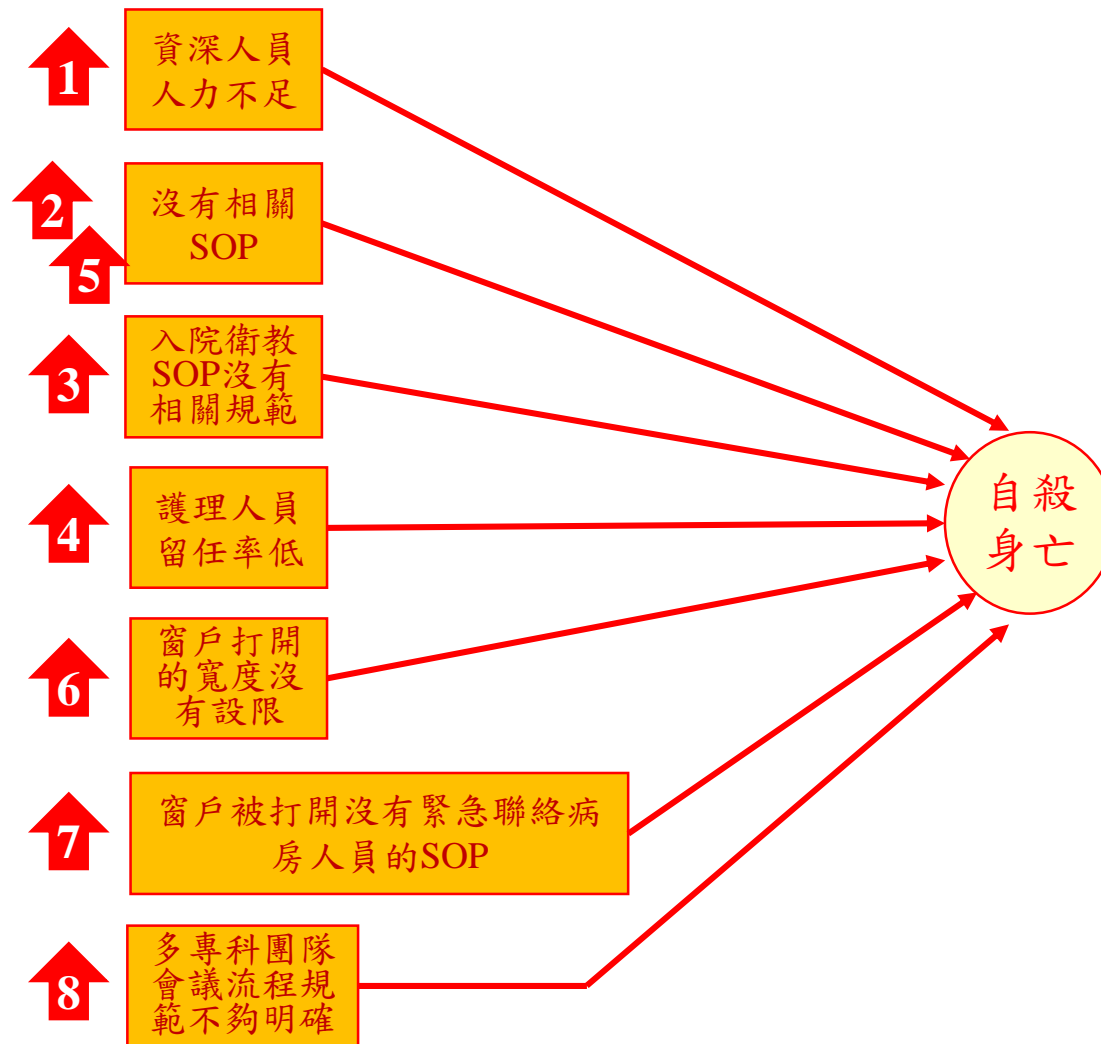 1
資深人員
人力不足
2
5
沒有相關
SOP
3
入院衛教
SOP沒有
相關規範
4
護理人員
留任率低
自殺
身亡
6
窗戶打開
的寬度沒
有設限
7
窗戶被打開沒有緊急聯絡病
房人員的SOP
8
多專科團隊
會議流程規
範不夠明確